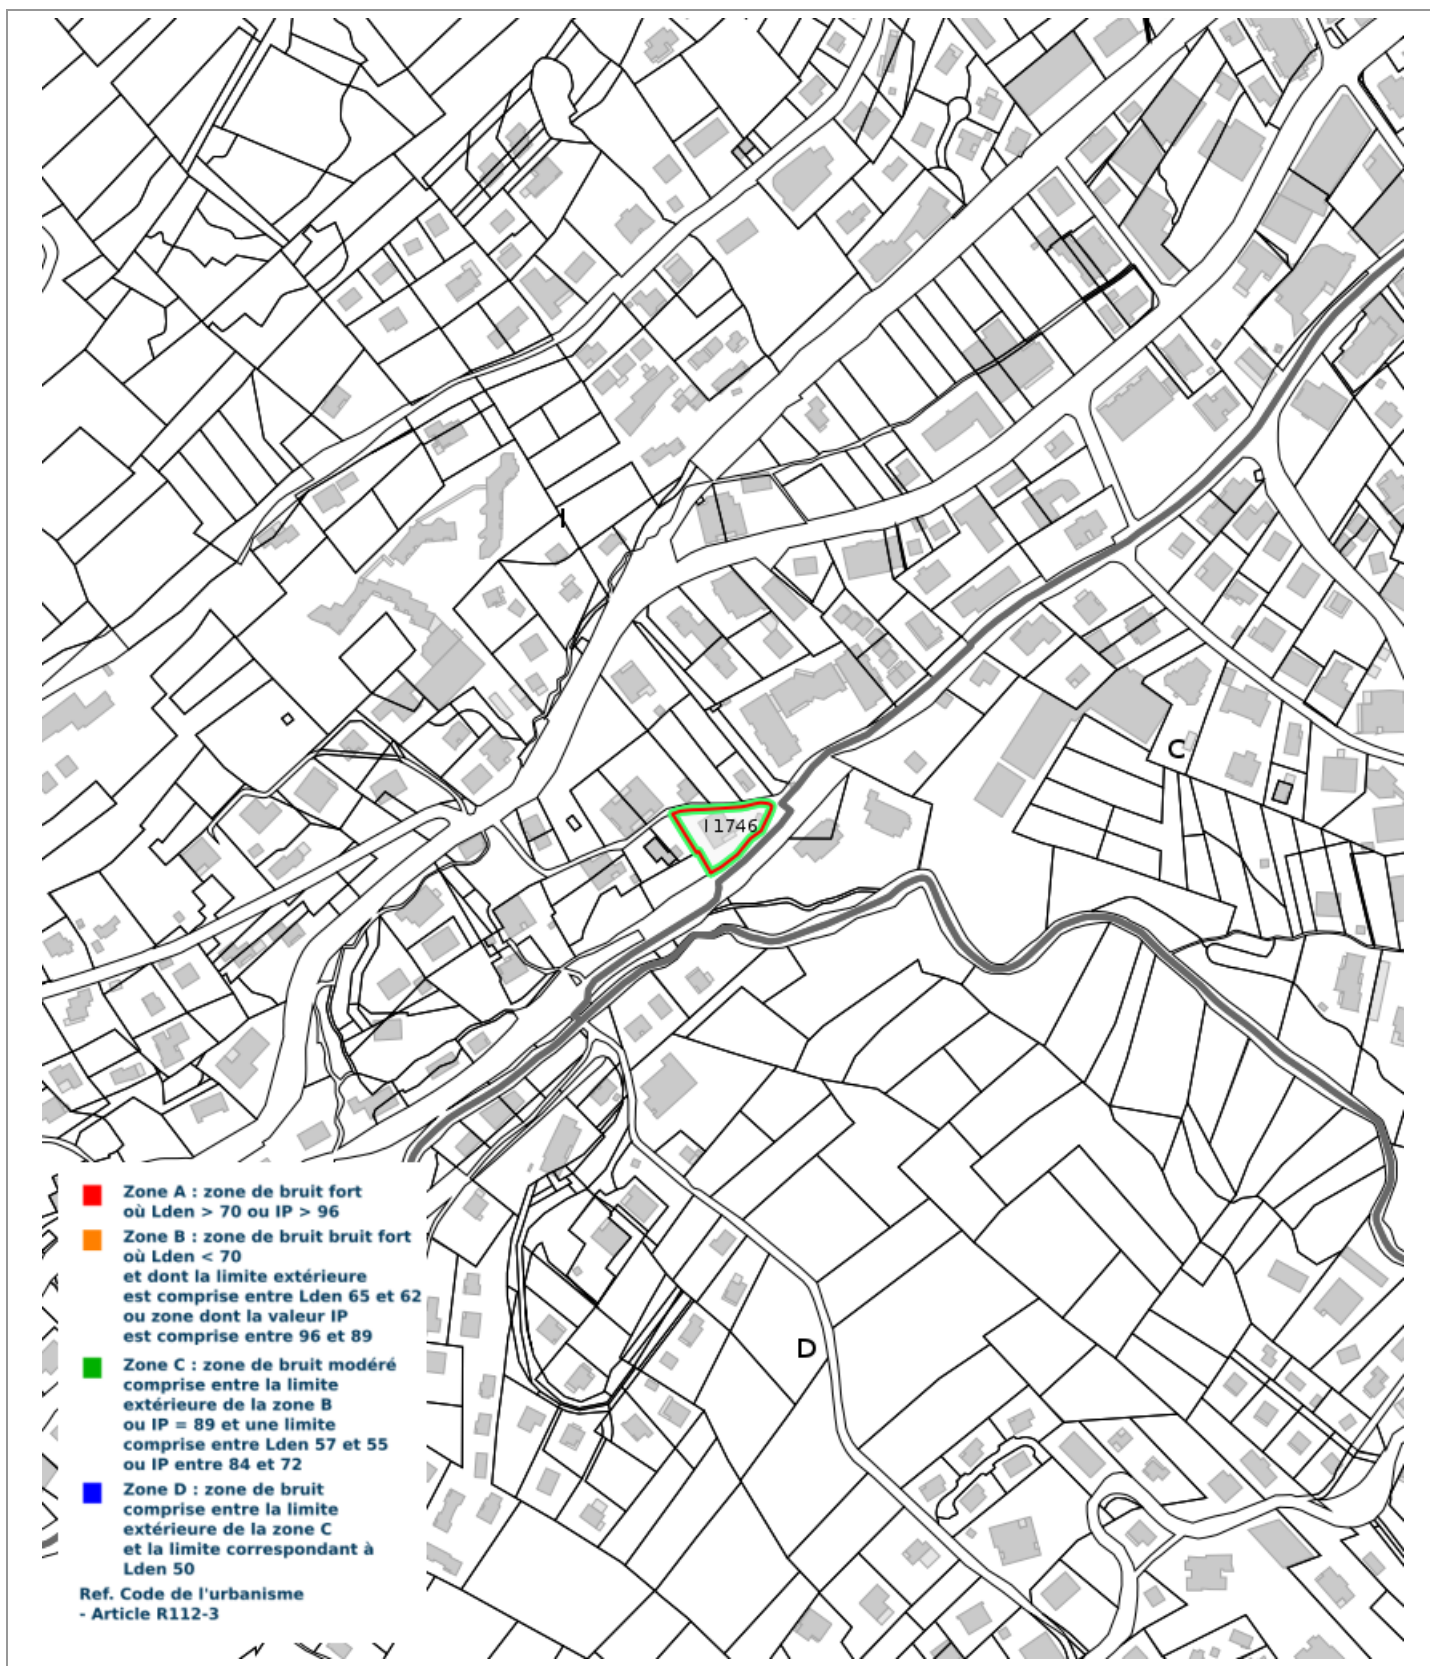 I
C
I 1746
D
Zone A : zone de bruit fort
où Lden > 70 ou IP > 96
Zone B : zone de bruit bruit fort
où Lden < 70
et dont la limite extérieure
est comprise entre Lden 65 et 62
ou zone dont la valeur IP
est comprise entre 96 et 89
Zone C : zone de bruit modéré
comprise entre la limite
extérieure de la zone B
ou IP = 89 et une limite
comprise entre Lden 57 et 55
ou IP entre 84 et 72
Zone D : zone de bruit
comprise entre la limite
extérieure de la zone C
et la limite correspondant à
Lden 50
Ref. Code de l'urbanisme
- Article R112-3